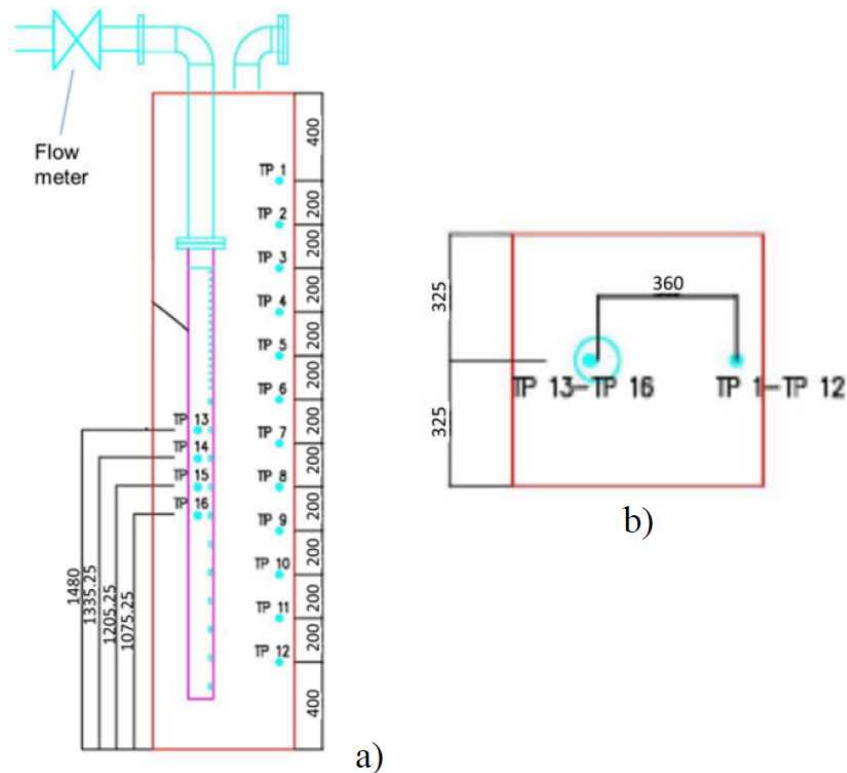 Flow
meter
TP 1
TP 2
TP 3
TP 4
TP 5
TP 6
TP 13
TP 7
TP 14
TP 15
TP 8
TP 16
TP 9
TP 10
TP 11
TP 12
400
200
200
200
200
200
200
200
200
200
200
200
400
1480
1335.25
1205.25
1075.25
a)
325
325
360
TP 13-TP 16
TP 1-TP 12
b)